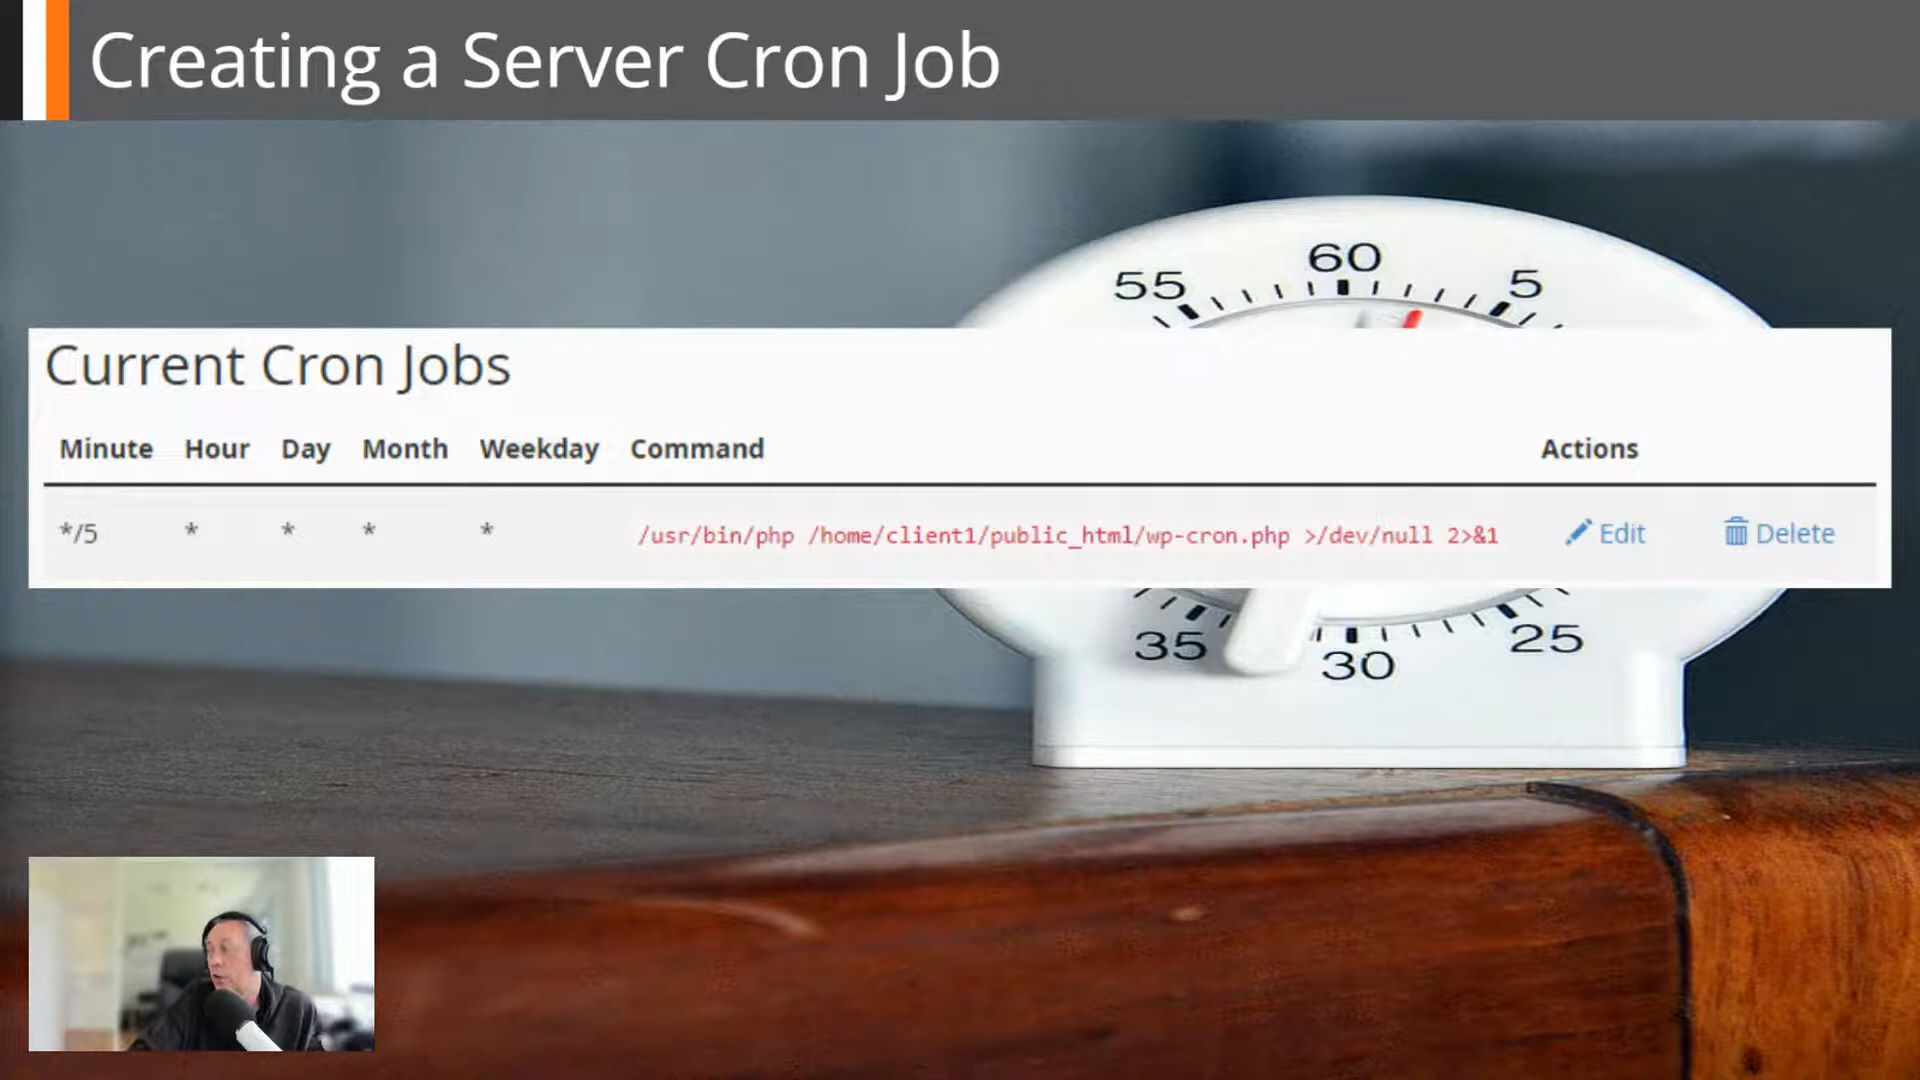 Creating a Server Cron Job
55 60 5
Current Cron Jobs
Minute Hour Day Month Weekday Command Actions
*/5 * * * * /usr/bin/php /home/client1/public_html/wp-cron.php >/dev/null 2>&1 Edit Delete
35 30 25